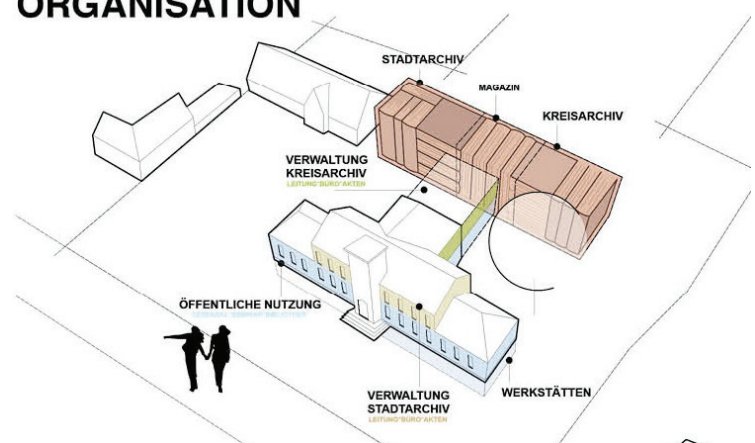 ORGANISATION
STADTARCHIV
MAGAZIN
KREISARCHIV
VERWALTUNG
KREISARCHIV
LEITUNG*BÜRO*AKTEN
ÖFFENTLICHE NUTZUNG
VERWALTUNG
STADTARCHIV
LEITUNG*BÜRO*AKTEN
WERKSTÄTTEN